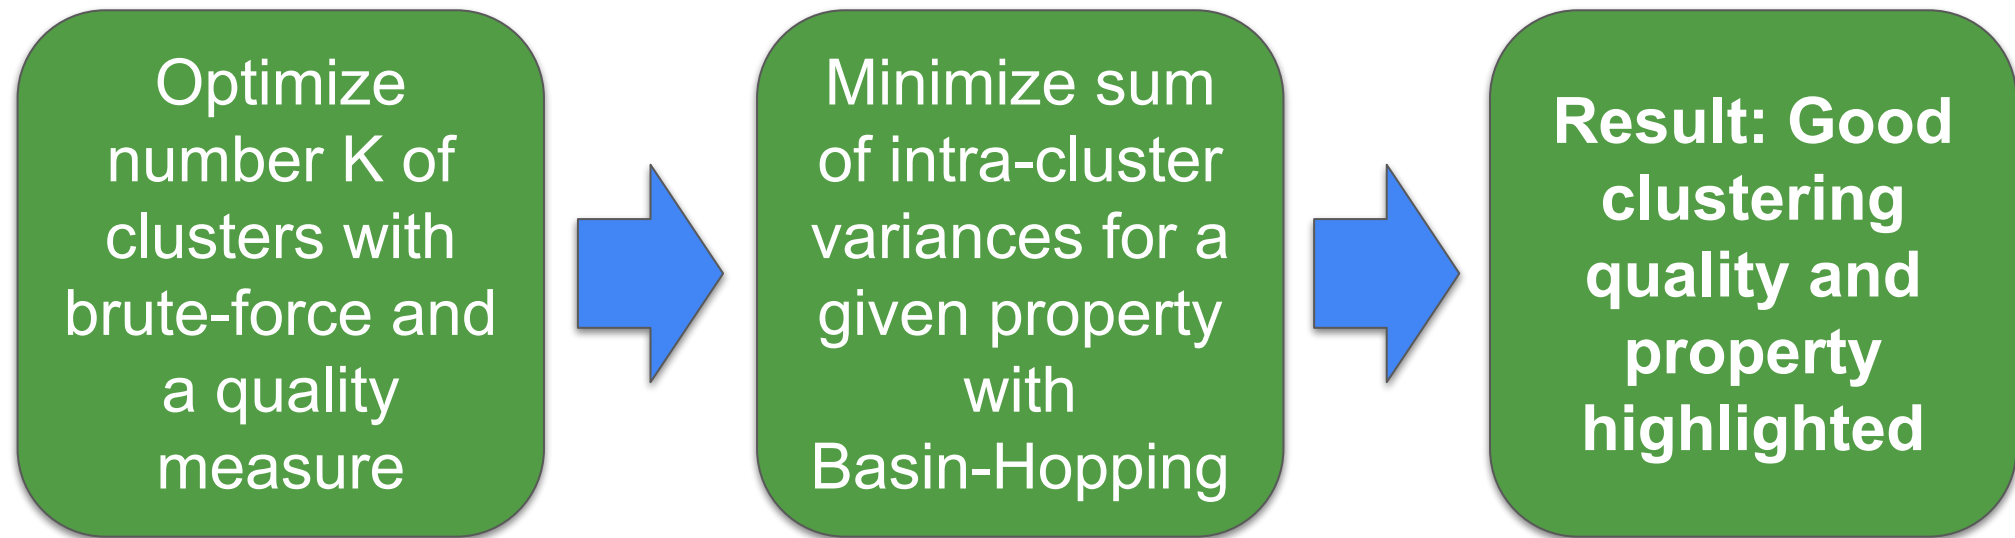 Optimize
number K of
clusters with
brute-force and
a quality
measure
Minimize sum
of intra-cluster
variances for a
given property
with
Basin-Hopping
Result: Good
clustering
quality and
property
highlighted